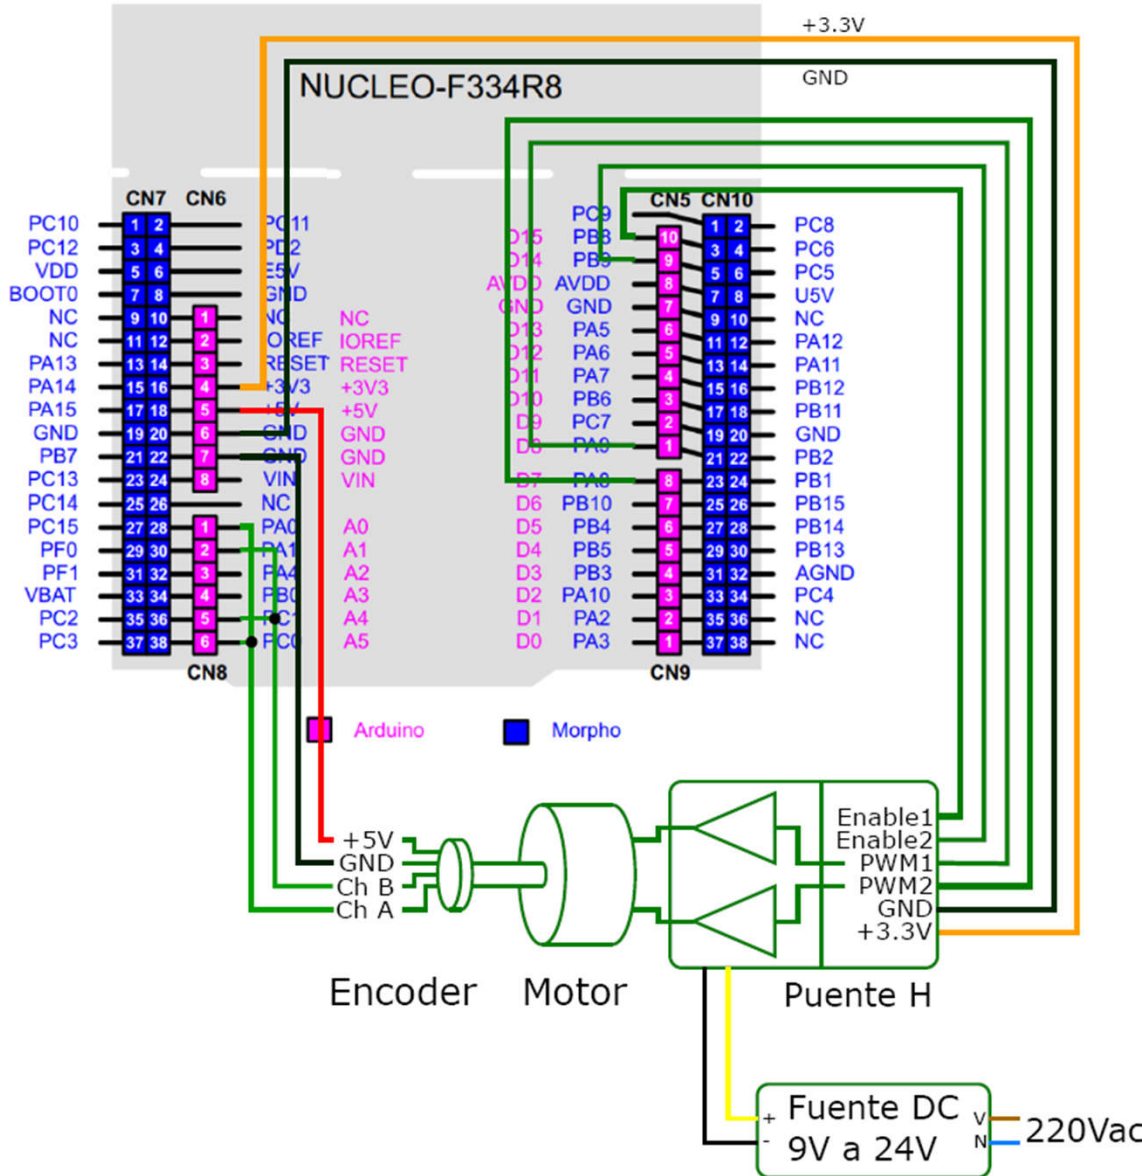 +3.3V
GND
NUCLEO-F334R8
CN7 CN6 CN5 CN10
PC10 1 2 PC11
PC12 3 4 PD2
VDD 5 6 E5V
BOOT0 7 8 GND
NC 9 10 1 NC NC
NC 11 12 2 IOREF IOREF
PA13 13 14 3 RESET RESET
PA14 15 16 4 +3V3 +3V3
PA15 17 18 5 +5V +5V
GND 19 20 6 GND GND
PB7 21 22 7 GND GND
PC13 23 24 8 VIN VIN
PC14 25 26 NC
PC15 27 28 1 PA0 A0
PF0 29 30 2 PA1 A1
PF1 31 32 3 PA4 A2
VBAT 33 34 4 PB0 A3
PC2 35 36 5 PC1 A4
PC3 37 38 6 PC0 A5
CN8
PC9 1 2 PC8
D15 PB8 10 3 4 PC6
D14 PB9 9 5 6 PC5
AVDD AVDD 8 7 8 U5V
GND GND 7 9 10 NC
D13 PA5 6 11 12 PA12
D12 PA6 5 13 14 PA11
D11 PA7 4 15 16 PB12
D10 PB6 3 17 18 PB11
D9 PC7 2 19 20 GND
D8 PA9 1 21 22 PB2
D7 PA8 8 23 24 PB1
D6 PB10 7 25 26 PB15
D5 PB4 6 27 28 PB14
D4 PB5 5 29 30 PB13
D3 PB3 4 31 32 AGND
D2 PA10 3 33 34 PC4
D1 PA2 2 35 36 NC
D0 PA3 1 37 38 NC
CN9
Arduino
Morpho
+5V
GND
Ch B
Ch A
Encoder
Motor
Enable1
Enable2
PWM1
PWM2
GND
+3.3V
Puente H
Fuente DC
9V a 24V
+
-
V
N
220Vac